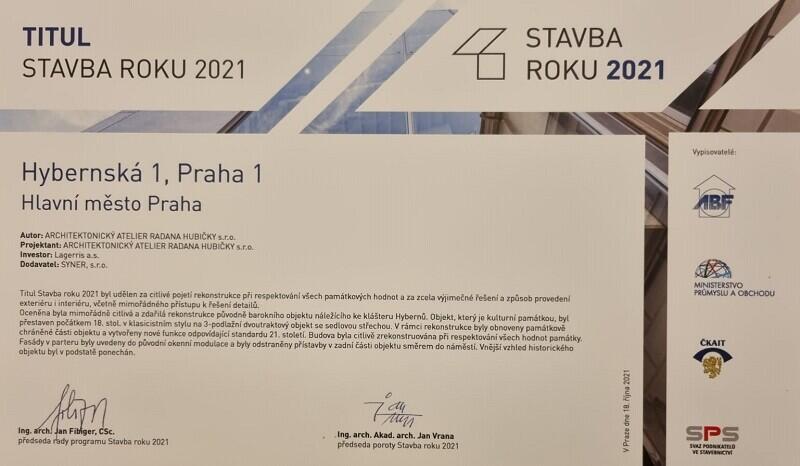 TITUL
STAVBA ROKU 2021
STAVBA
ROKU 2021
Hybernská 1, Praha 1
Hlavní město Praha
Autor: ARCHITEKTONICKÝ ATELIER RADANA HUBIČKY s.r.o.
Projektant: ARCHITEKTONICKÝ ATELIER RADANA HUBIČKY s.r.o.
Investor: Lagerris a.s.
Dodavatel: SYNER, s.r.o.
Titul Stavba roku 2021 byl udělen za citlivé pojetí rekonstrukce při respektování všech památkových hodnot a za zcela výjimečné řešení a způsob provedení
exteriéru i interiéru, včetně mimořádného přístupu k řešení detailů.
Oceněna byla mimořádně citlivá a zdařilá rekonstrukce původně barokního objektu náležícího ke klášteru Hybernů. Objekt, který je kulturní památkou, byl
přestaven počátkem 18. stol. v klasicistním stylu na 3-podlažní dvoutraktový objekt se sedlovou střechou. V rámci rekonstrukce byly obnoveny památkově
chráněné části objektu a vytvořeny nové funkce odpovídající standardu 21. století. Budova byla citlivě zrekonstruována při respektování všech hodnot památky.
Fasády v parteru byly uvedeny do původní okenní modulace a byly odstraněny přístavby v zadní části objektu směrem do náměstí. Vnější vzhled historického
objektu byl v podstatě ponechán.
Ing. arch. Jan Fibiger, CSc.
předseda rady programu Stavba roku 2021
Ing. arch. Akad. arch. Jan Vrana
předseda poroty Stavba roku 2021
V Praze dne 18. října 2021
Vypisovatelé:
ABF
MINISTERSTVO
PRŮMYSLU A OBCHODU
ČKAIT
SPS
SVAZ PODNIKATELŮ
VE STAVEBNICTVÍ